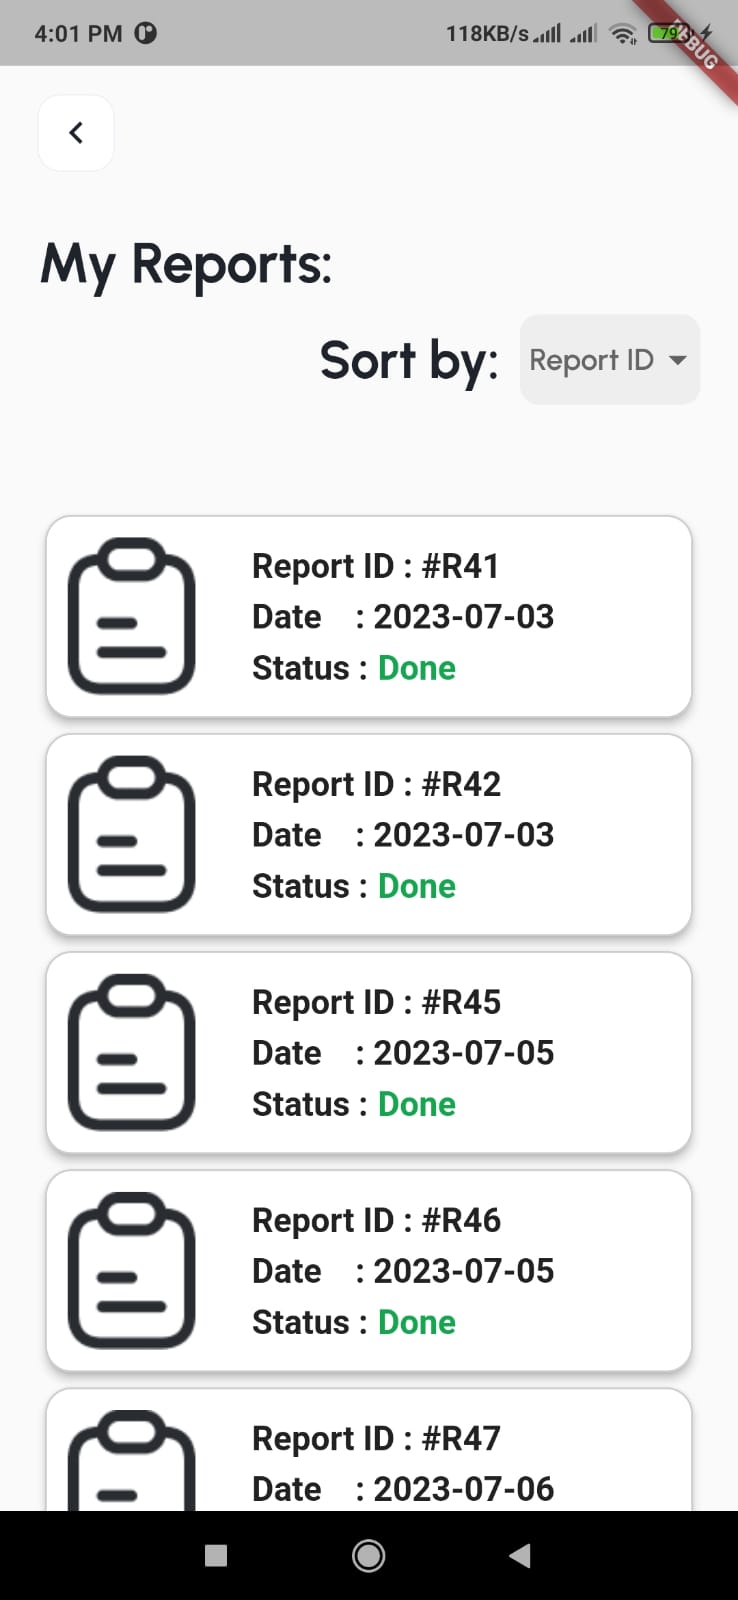 4:01 PM 118KB/s 79
DEBUG
My Reports:
Sort by: Report ID
Report ID : #R41
Date : 2023-07-03
Status : Done
Report ID : #R42
Date : 2023-07-03
Status : Done
Report ID : #R45
Date : 2023-07-05
Status : Done
Report ID : #R46
Date : 2023-07-05
Status : Done
Report ID : #R47
Date : 2023-07-06